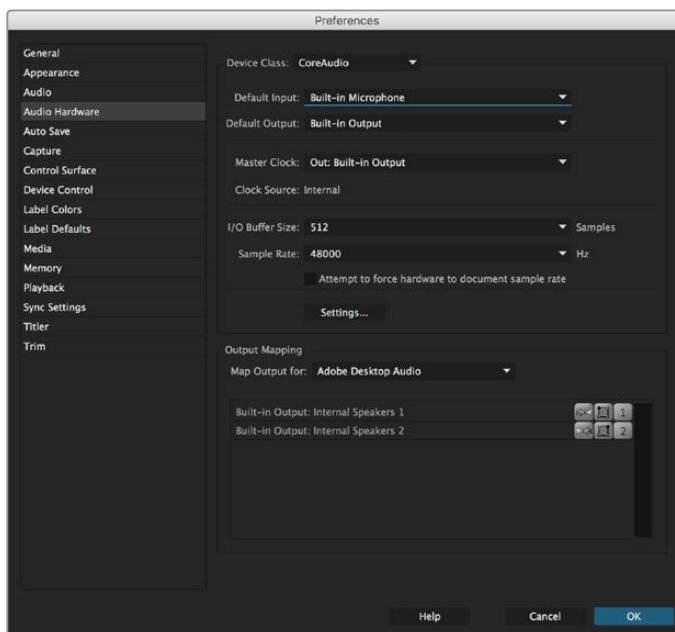 Preferences
General
Appearance
Audio
Audio Hardware
Auto Save
Capture
Control Surface
Device Control
Label Colors
Label Defaults
Media
Memory
Playback
Sync Settings
Titler
Trim
Device Class: CoreAudio
Default Input: Built-in Microphone
Default Output: Built-in Output
Master Clock: Out: Built-in Output
Clock Source: Internal
I/O Buffer Size: 512 Samples
Sample Rate: 48000 Hz
Attempt to force hardware to document sample rate
Settings...
Output Mapping
Map Output for: Adobe Desktop Audio
Built-in Output: Internal Speakers 1 1
Built-in Output: Internal Speakers 2 2
Help Cancel OK